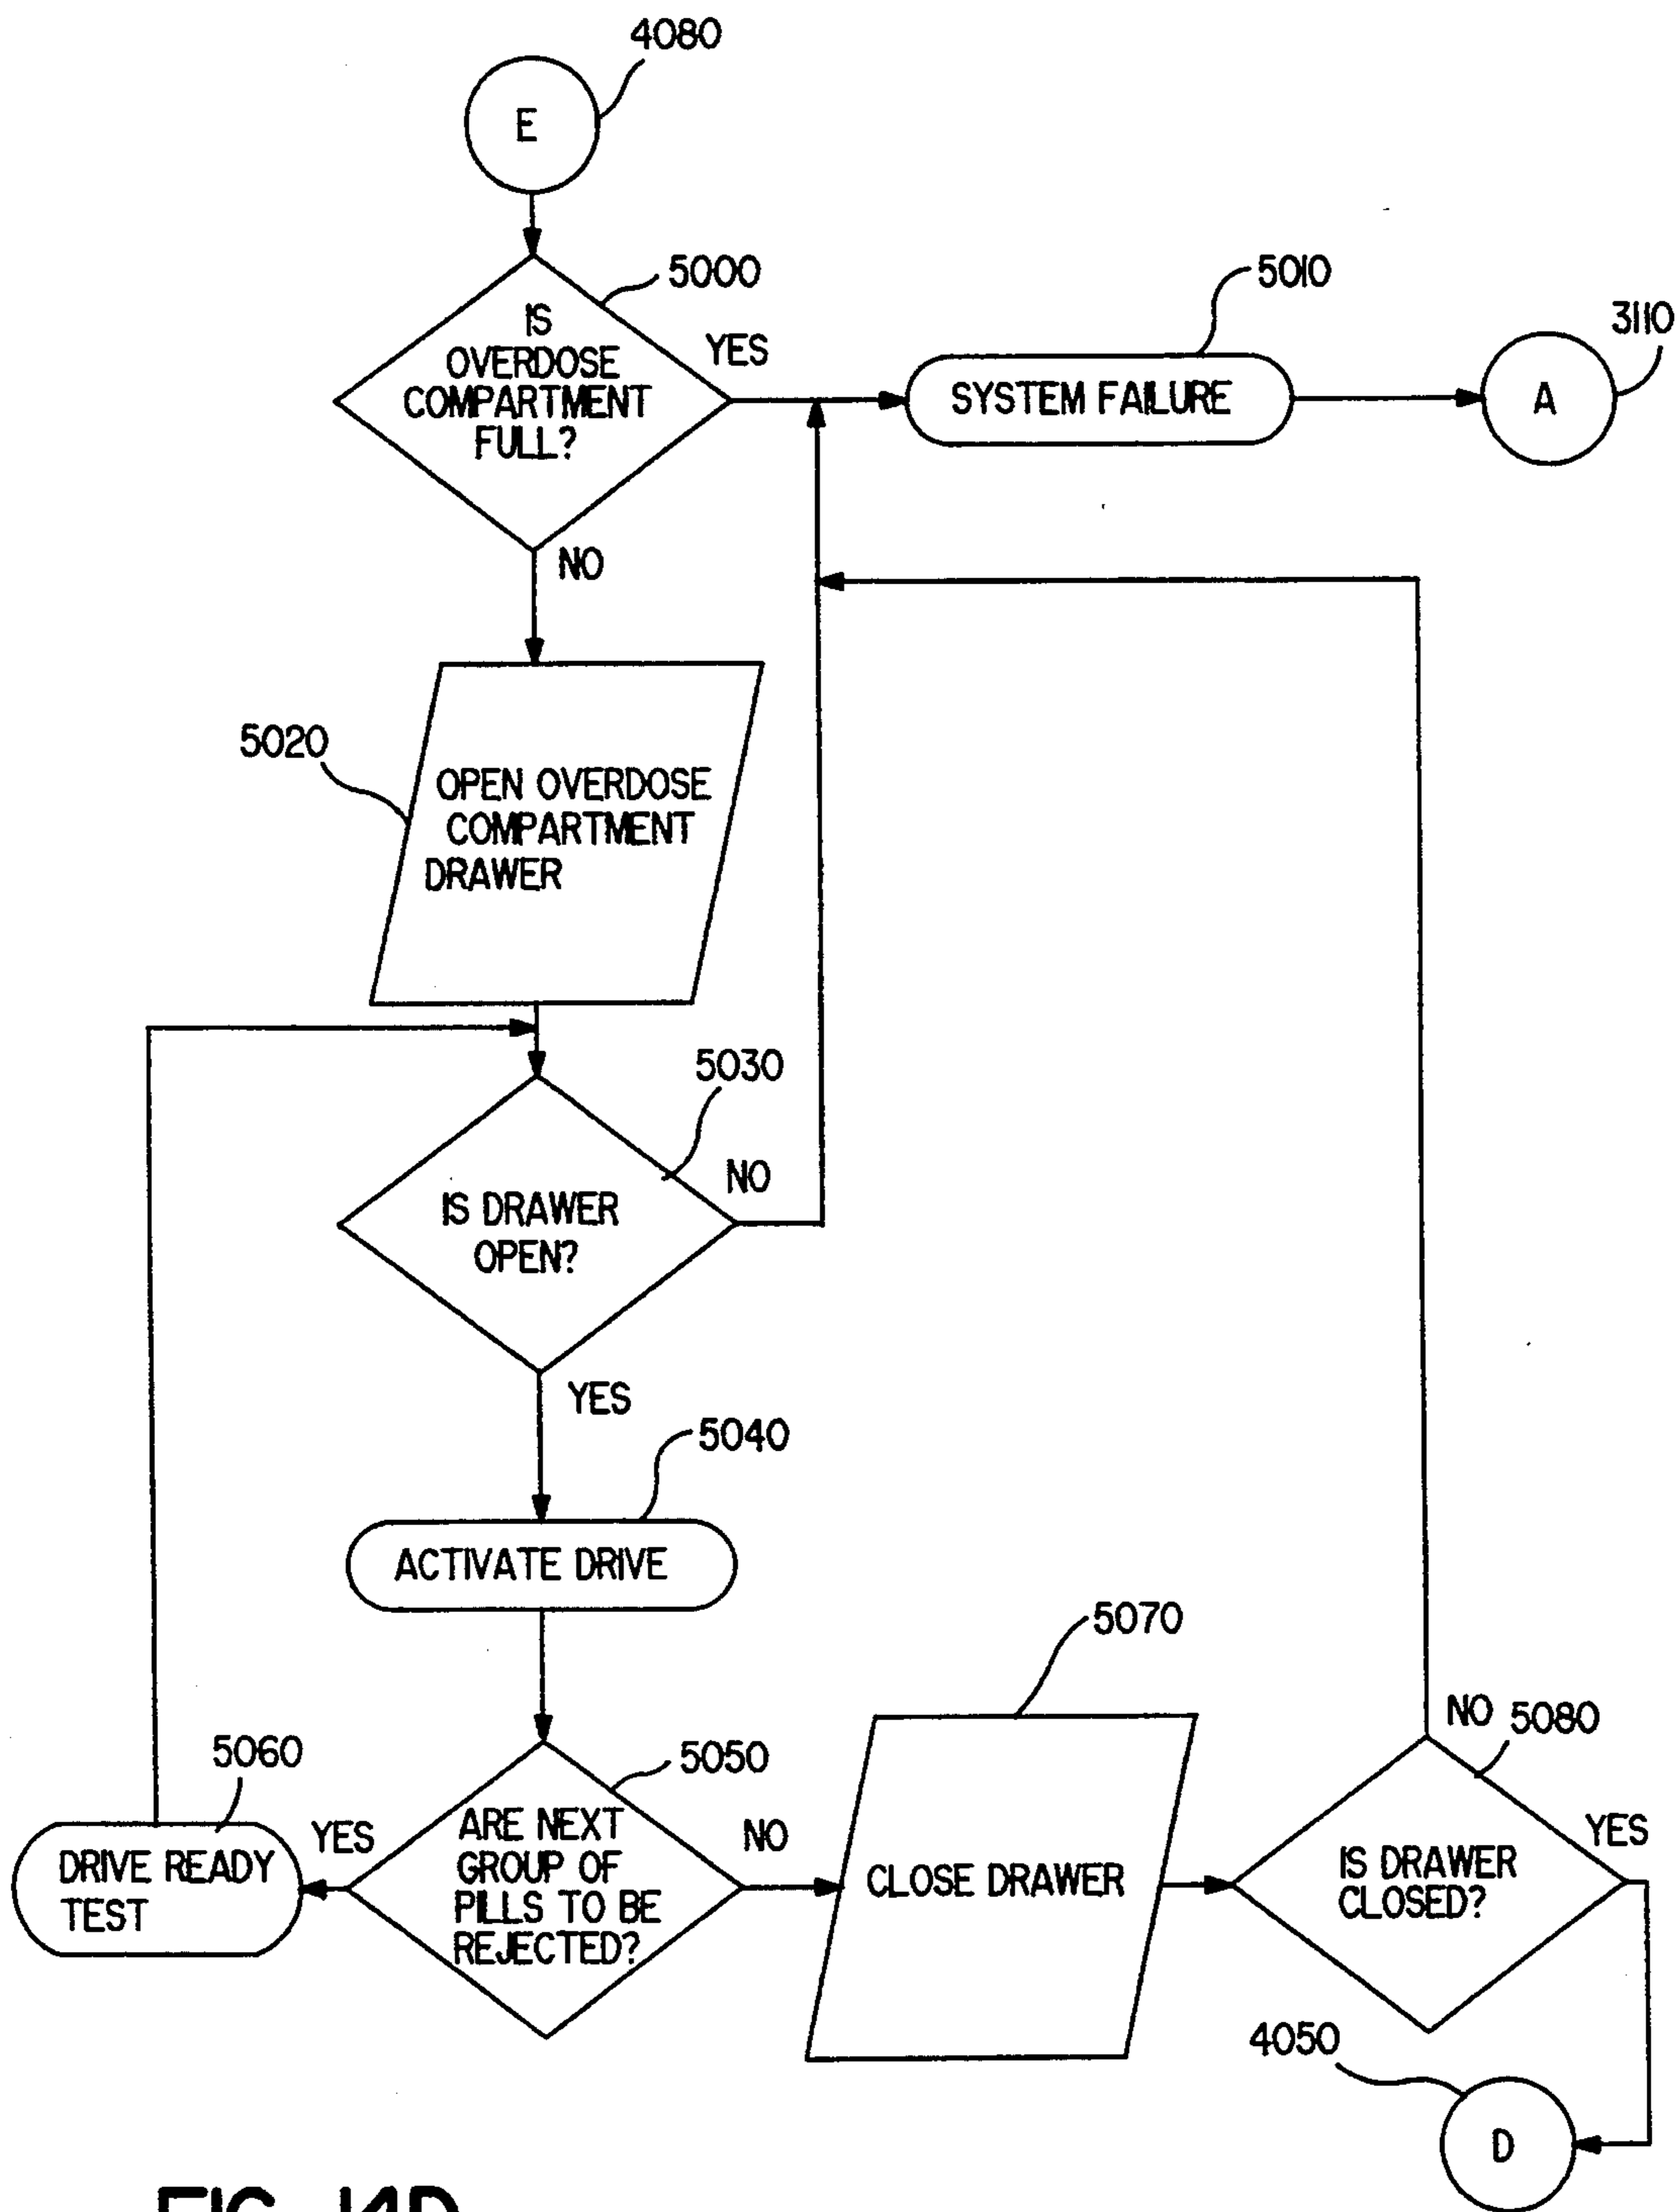 4080
E
5000
IS
OVERDOSE
COMPARTMENT
FULL?
YES
5010
SYSTEM FAILURE
3110
A
NO
5020
OPEN OVERDOSE
COMPARTMENT
DRAWER
5030
IS DRAWER
OPEN?
NO
YES
5040
ACTIVATE DRIVE
5050
ARE NEXT
GROUP OF
PILLS TO BE
REJECTED?
YES
5060
DRIVE READY
TEST
NO
5070
CLOSE DRAWER
NO
5080
IS DRAWER
CLOSED?
YES
4050
D
FIG. 14D